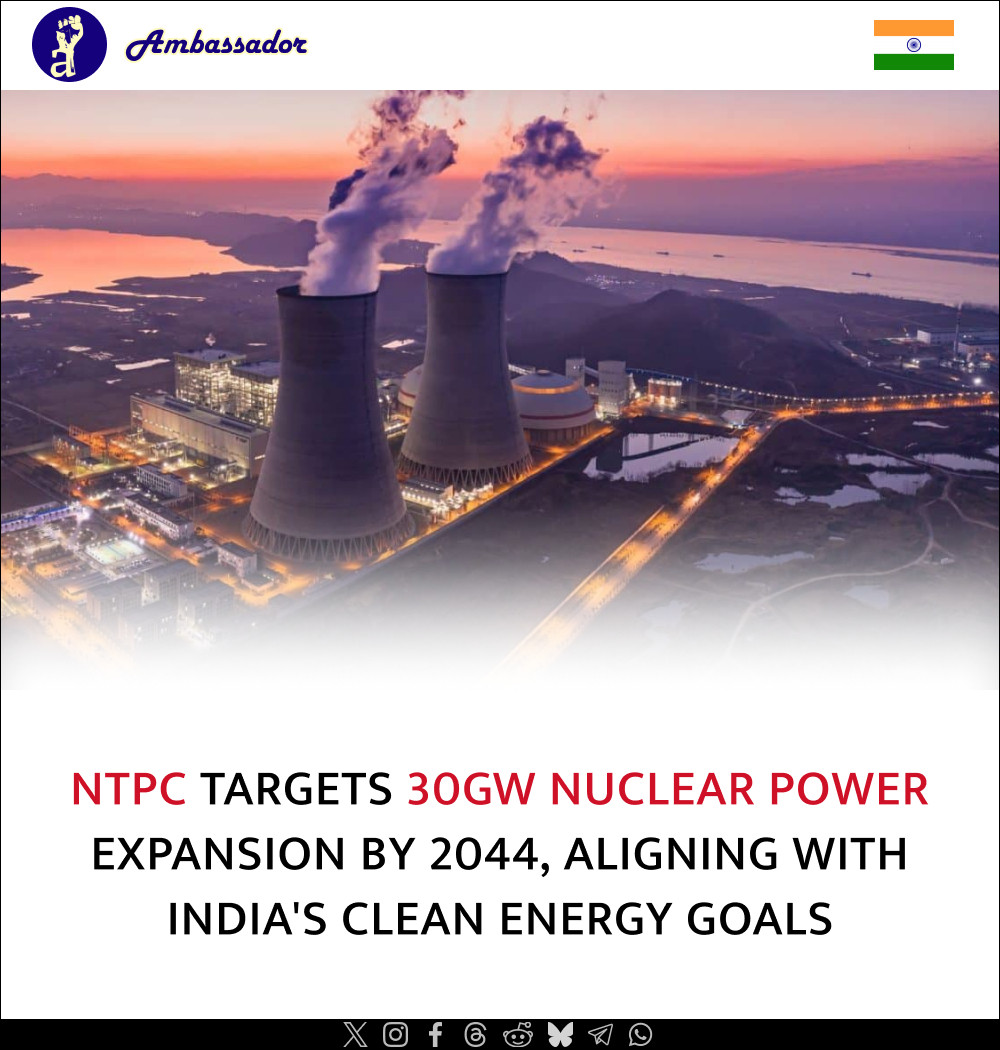 a
Ambassador
NTPC TARGETS 30GW NUCLEAR POWER
EXPANSION BY 2044, ALIGNING WITH
INDIA'S CLEAN ENERGY GOALS